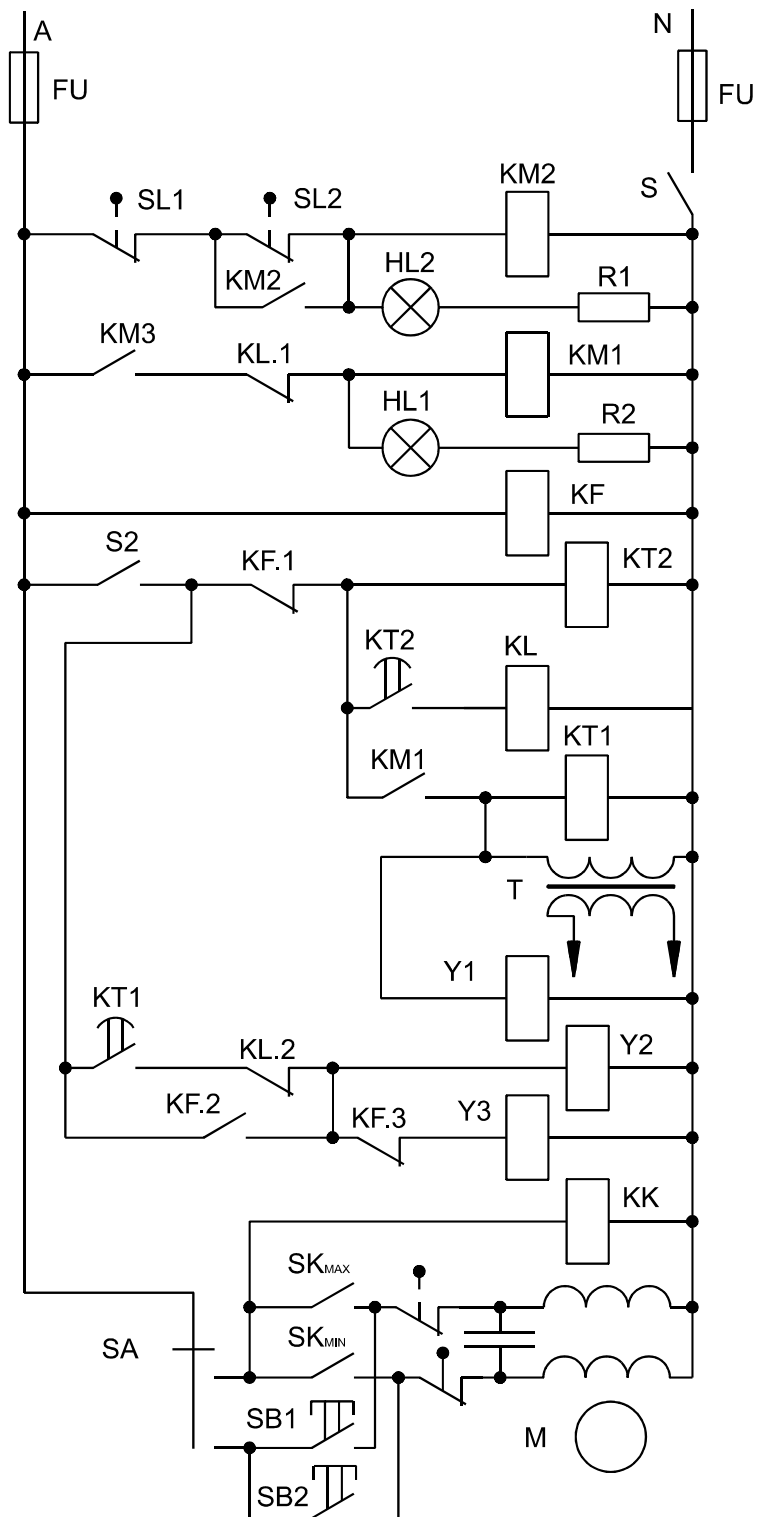 A
N
FU
FU
KM2
S
SL1
SL2
HL2
KM2
R1
KM3
KL.1
KM1
HL1
R2
KF
S2
KF.1
KT2
KT2
KL
KM1
KT1
T
Y1
KT1
KL.2
Y2
KF.2
KF.3
Y3
KK
SKMAX
SA
SKMIN
SB1
M
SB2